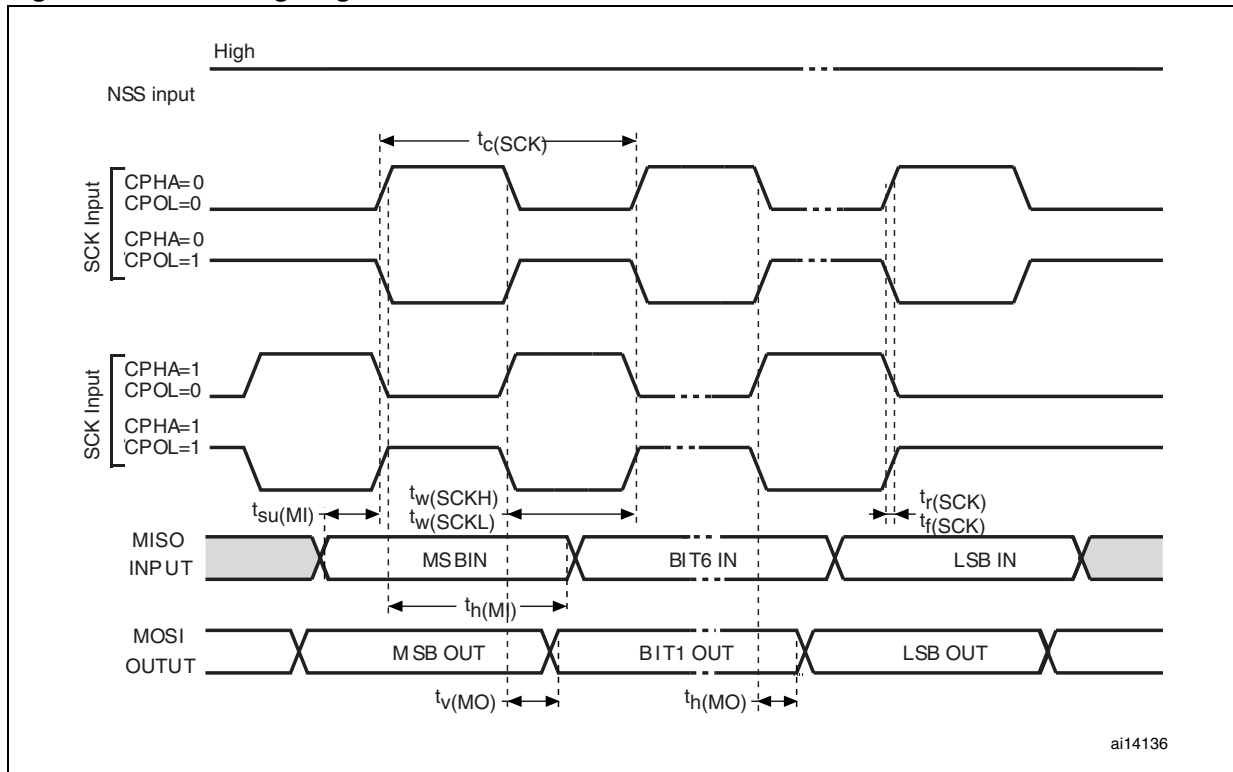 High
NSS input
tc(SCK)
SCK Input
CPHA=0
CPOL=0
CPHA=0
CPOL=1
SCK Input
CPHA=1
CPOL=0
CPHA=1
CPOL=1
tsu(MI)
tw(SCKH)
tw(SCKL)
tr(SCK)
tf(SCK)
MISO
INPUT
MSBIN
BIT6 IN
LSB IN
th(MI)
MOSI
OUTUT
MSB OUT
BIT1 OUT
LSB OUT
tv(MO)
th(MO)
ai14136